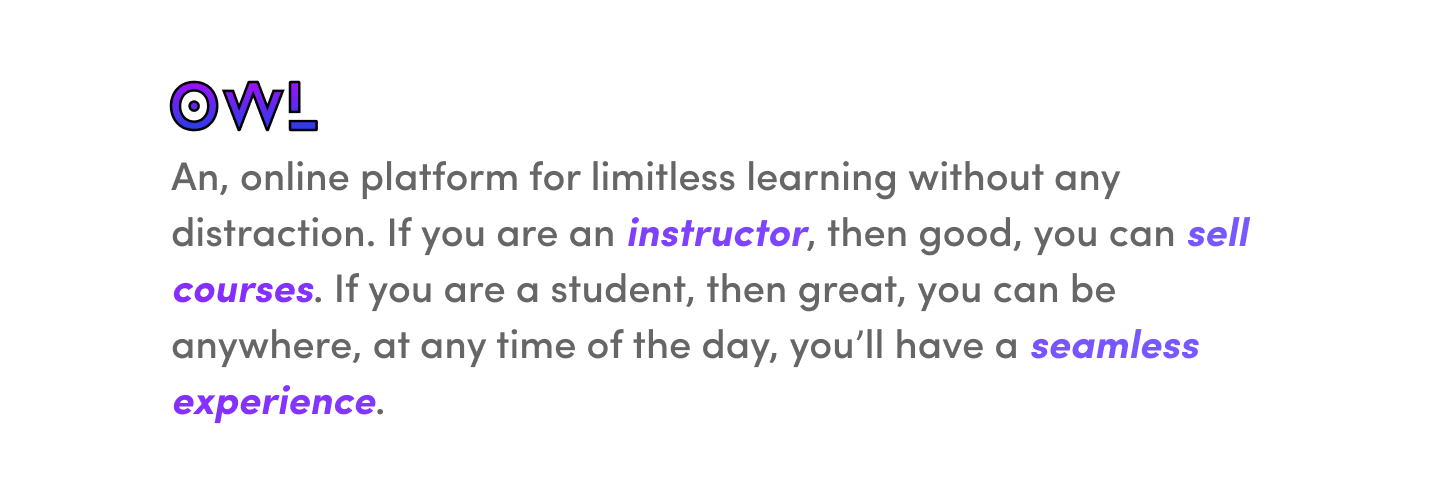 OWL
An, online platform for limitless learning without any
distraction. If you are an instructor, then good, you can sell
courses. If you are a student, then great, you can be
anywhere, at any time of the day, you’ll have a seamless
experience.